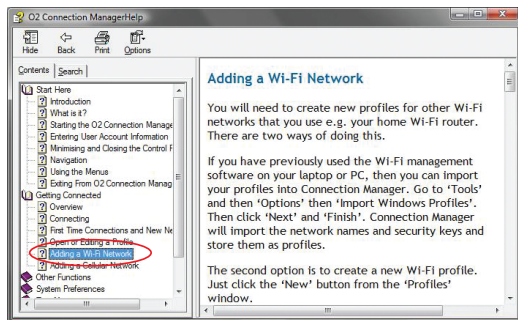 O2 Connection ManagerHelp
Hide Back Print Options
Contents Search
Start Here
Introduction
What is it?
Starting the O2 Connection Manage
Entering User Account Information
Minimising and Closing the Control F
Navigation
Using the Menus
Exiting From O2 Connection Manag
Getting Connected
Overview
Connecting
First Time Connections and New Ne
Open or Editing a Profile
Adding a Wi-Fi Network
Adding a Cellular Network
Other Functions
System Preferences
Adding a Wi-Fi Network
You will need to create new profiles for other Wi-Fi
networks that you use e.g. your home Wi-Fi router.
There are two ways of doing this.
If you have previously used the Wi-Fi management
software on your laptop or PC, then you can import
your profiles into Connection Manager. Go to ‘Tools’
and then ‘Options’ then ‘Import Windows Profiles’.
Then click ‘Next’ and ‘Finish’. Connection Manager
will import the network names and security keys and
store them as profiles.
The second option is to create a new Wi-Fi profile.
Just click the ‘New’ button from the ‘Profiles’
window.